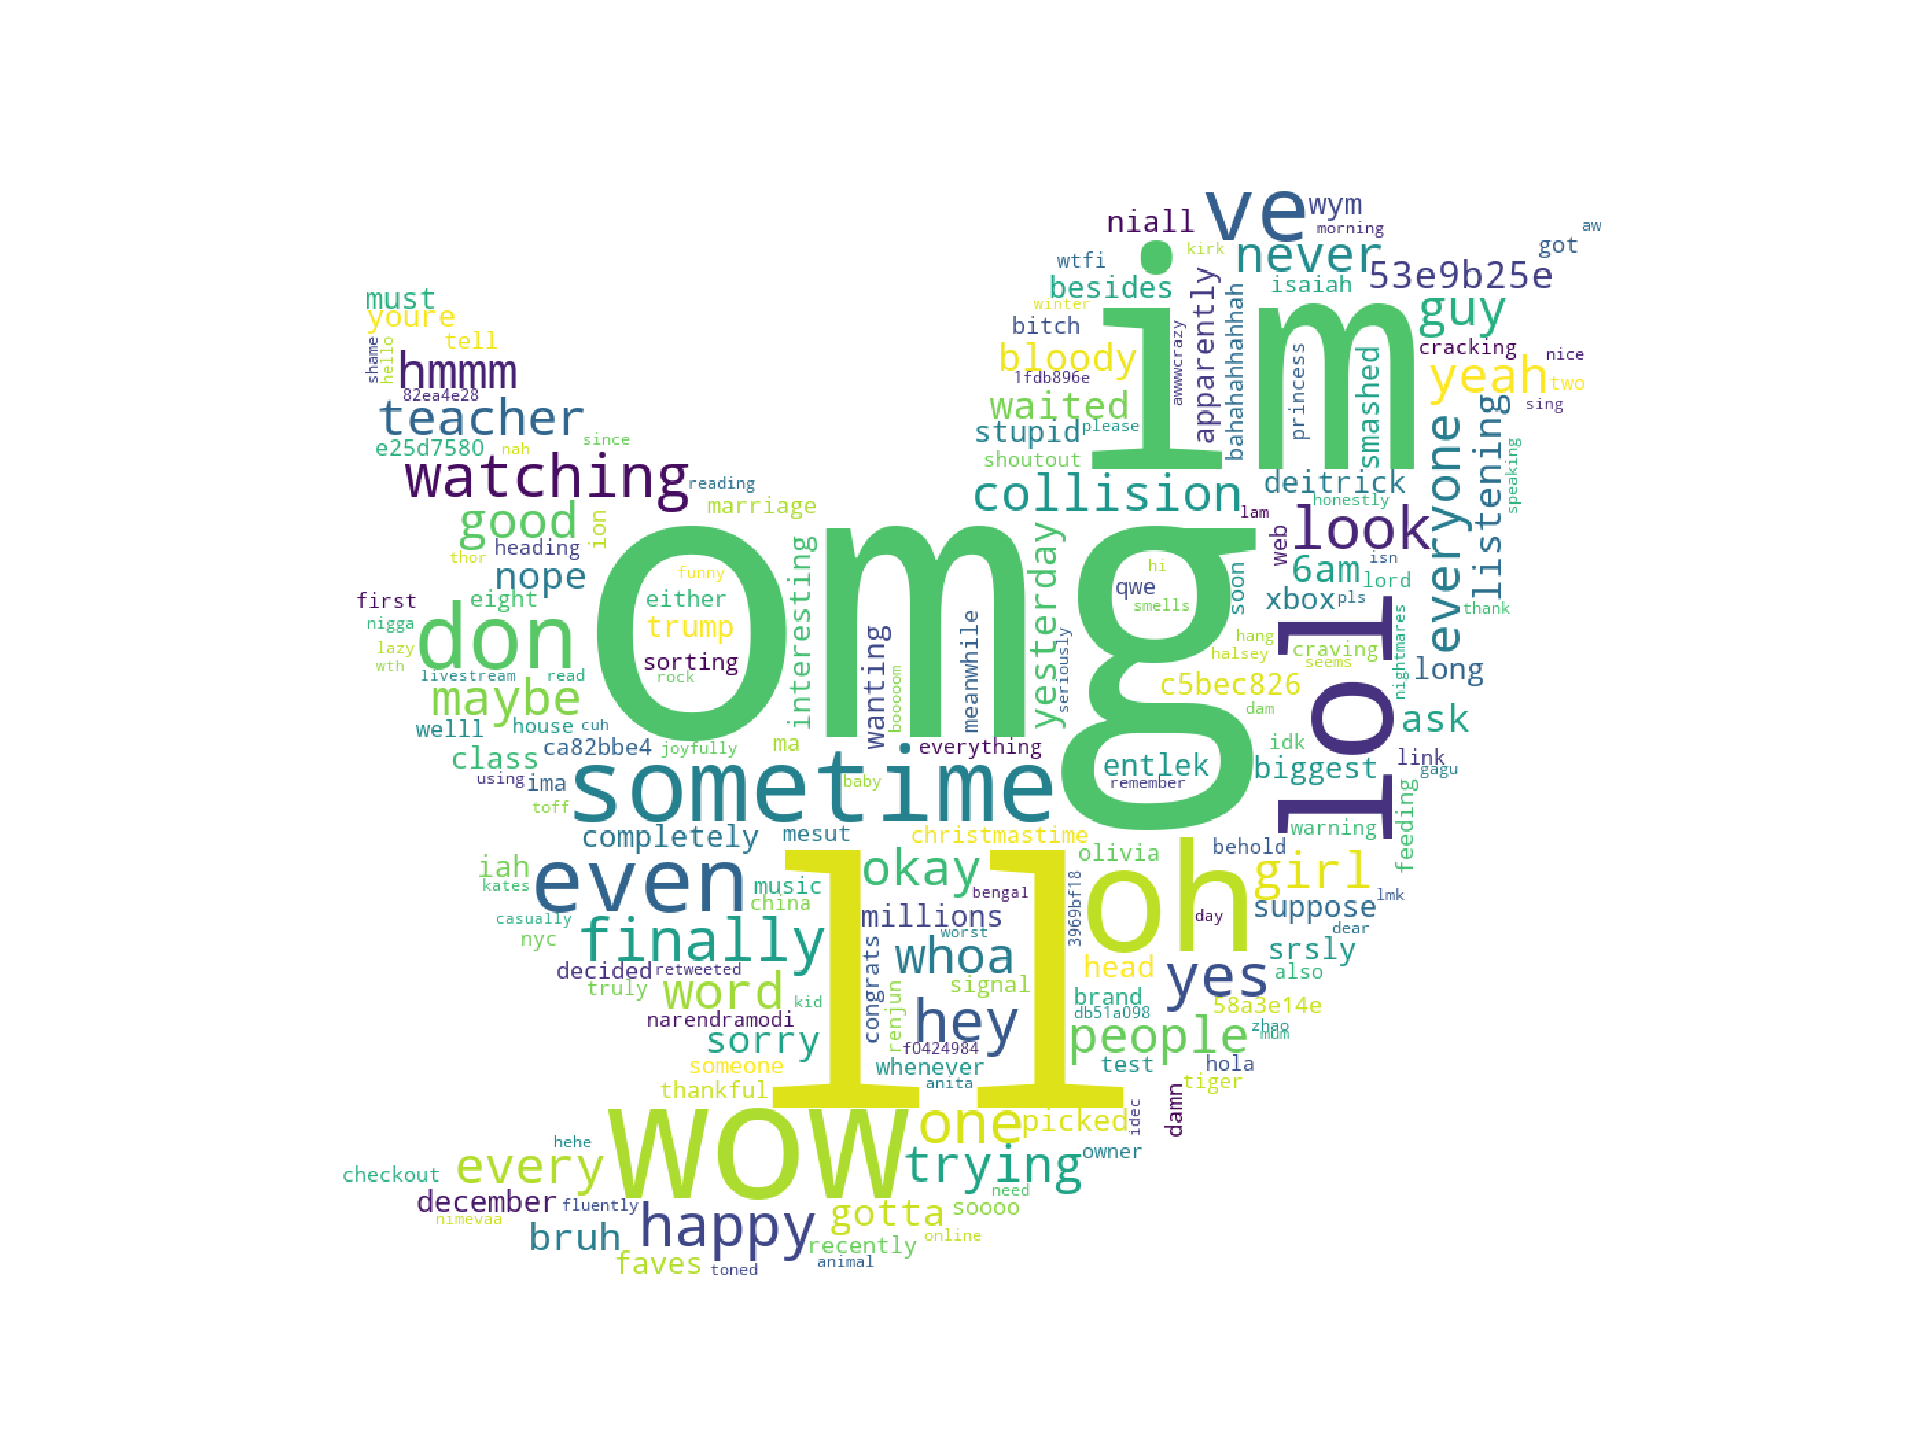 ve
wym
niall
morning
aw
got
kirk
never
wtfi
im
53e9b25e
besides
isaiah
must
youre
winter
guy
bitch
tell
shame
hello
hmmm
82ea4e28
bloody
1fdb896e
awwwcrazy
apparently
bahahahhahhah
princess
smashed
cracking
nice
yeah
two
sing
teacher
waited
e25d7580
since
nah
stupid
please
shoutout
everyone
listening
speaking
watching
reading
marriage
collision
deitrick
honestly
lam
good
ion
heading
thor
nope
omg
look
web
isn
6am
lord
first
eight
nigga
lazy
wth
don
funny
either
trump
sorting
rock
interesting
wanting
booooom
meanwhile
yesterday
seriously
hi
qwe
smells
soon
xbox
pls
thank
hang
halsey
craving
seems
nightmares
livestream
read
maybe
long
c5bec826
dam
lol
ask
welll
house
cuh
class
ca82bbe4
joyfully
ma
everything
idk
link
gagu
using
ima
toff
sometime
baby
entlek
remember
biggest
feeding
completely
mesut
christmastime
warning
iah
kates
even
music
china
ll
okay
bengal
olivia
behold
girl
oh
3969bf18
day
suppose
lmk
casually
nyc
finally
millions
worst
dear
decided
retweeted
truly
word
kid
congrats
whoa
signal
renjun
head
yes
srsly
also
brand
58a3e14e
db51a098
narendramodi
sorry
hey
f0424984
people
zhao
mum
someone
whenever
anita
test
hola
thankful
tiger
wow
one
picked
idec
damn
hehe
checkout
every
trying
owner
need
december
fluently
nimevaa
happy
gotta
soooo
bruh
recently
online
faves
toned
animal